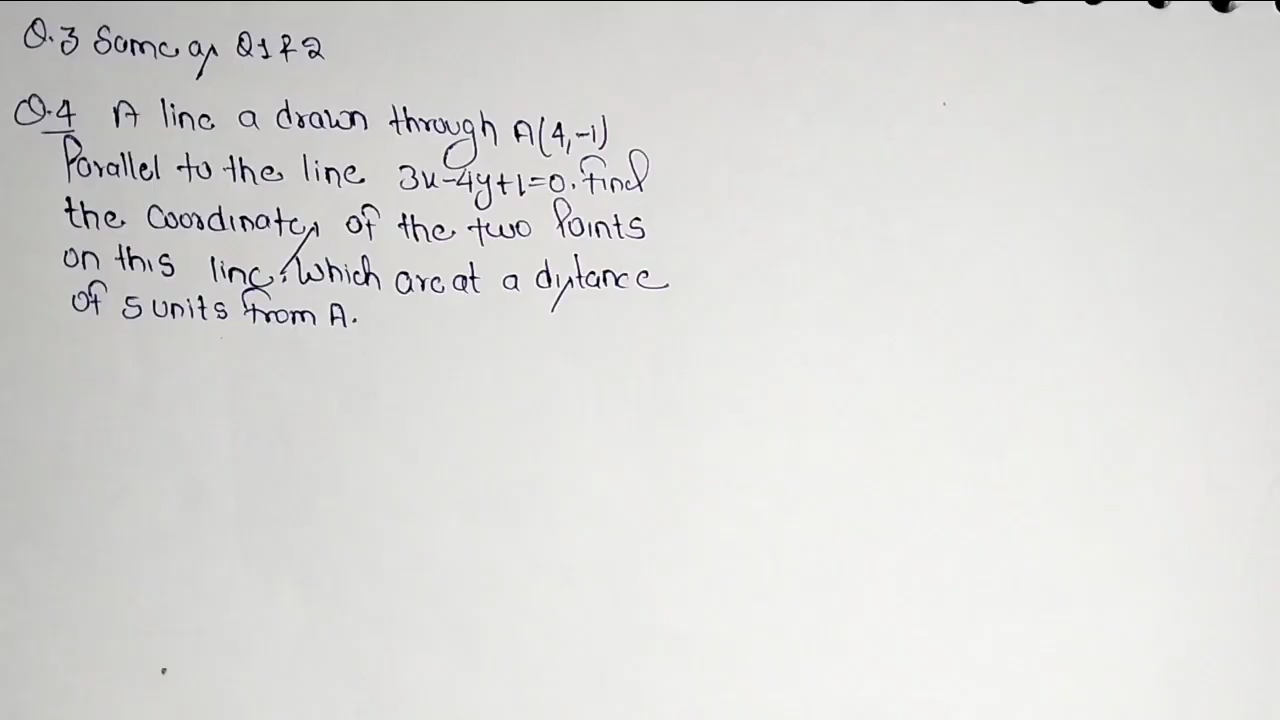 Q.3 Same as Q1 & 2
Q.4 A line is drawn through A(4,-1)
Parallel to the line 3x-4y+1=0. find
the coordinates of the two Points
on this line, which are at a distance
of 5 units from A.